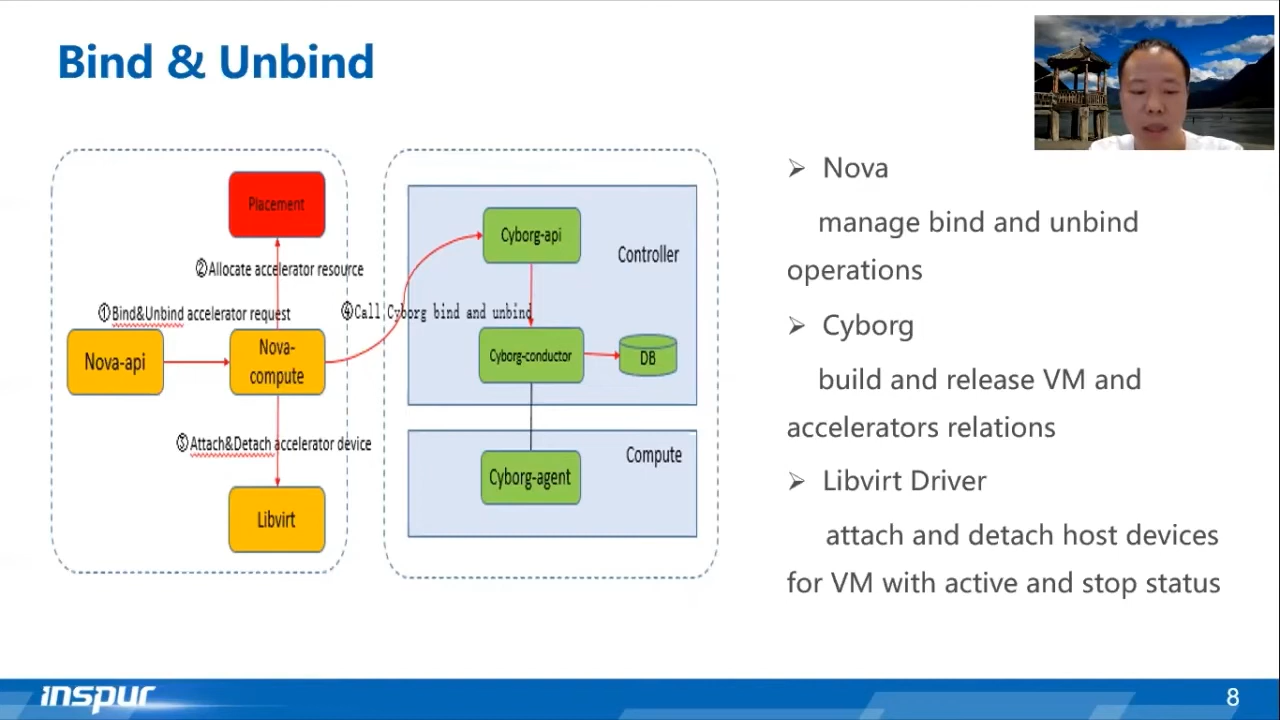 Bind & Unbind
Placement
②Allocate accelerator resource
①Bind&Unbind accelerator request
Nova-api
Nova-
compute
③Attach&Detach accelerator device
Libvirt
④Call Cyborg bind and unbind
Cyborg-api
Controller
Cyborg-conductor
DB
Compute
Cyborg-agent
➢ Nova
manage bind and unbind
operations
➢ Cyborg
build and release VM and
accelerators relations
➢ Libvirt Driver
attach and detach host devices
for VM with active and stop status
inspur
8